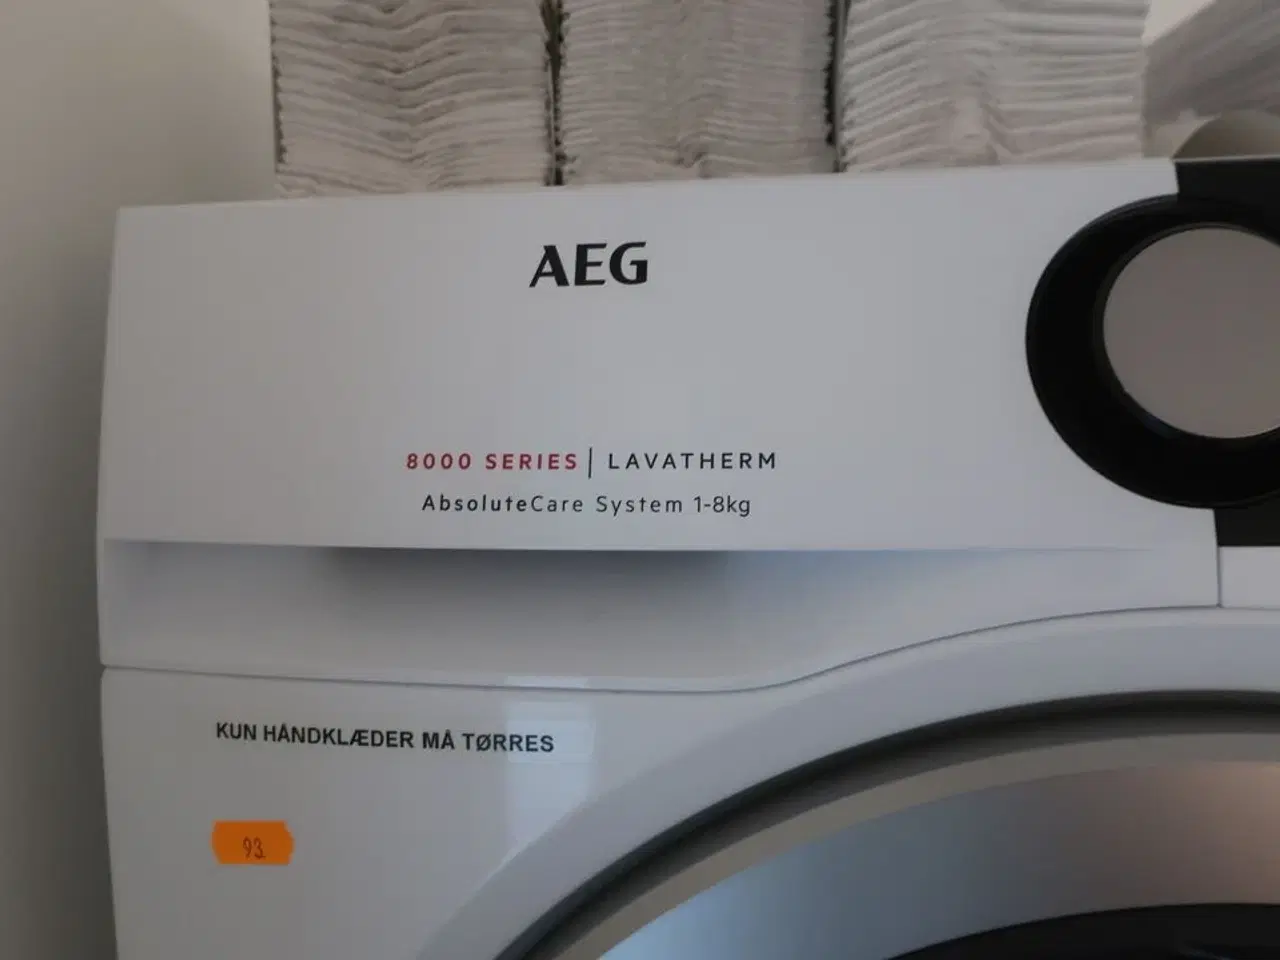 AEG
8000 SERIES | LAVATHERM
AbsoluteCare System 1-8kg
KUN HÅNDKLÆDER MÅ TØRRES
93